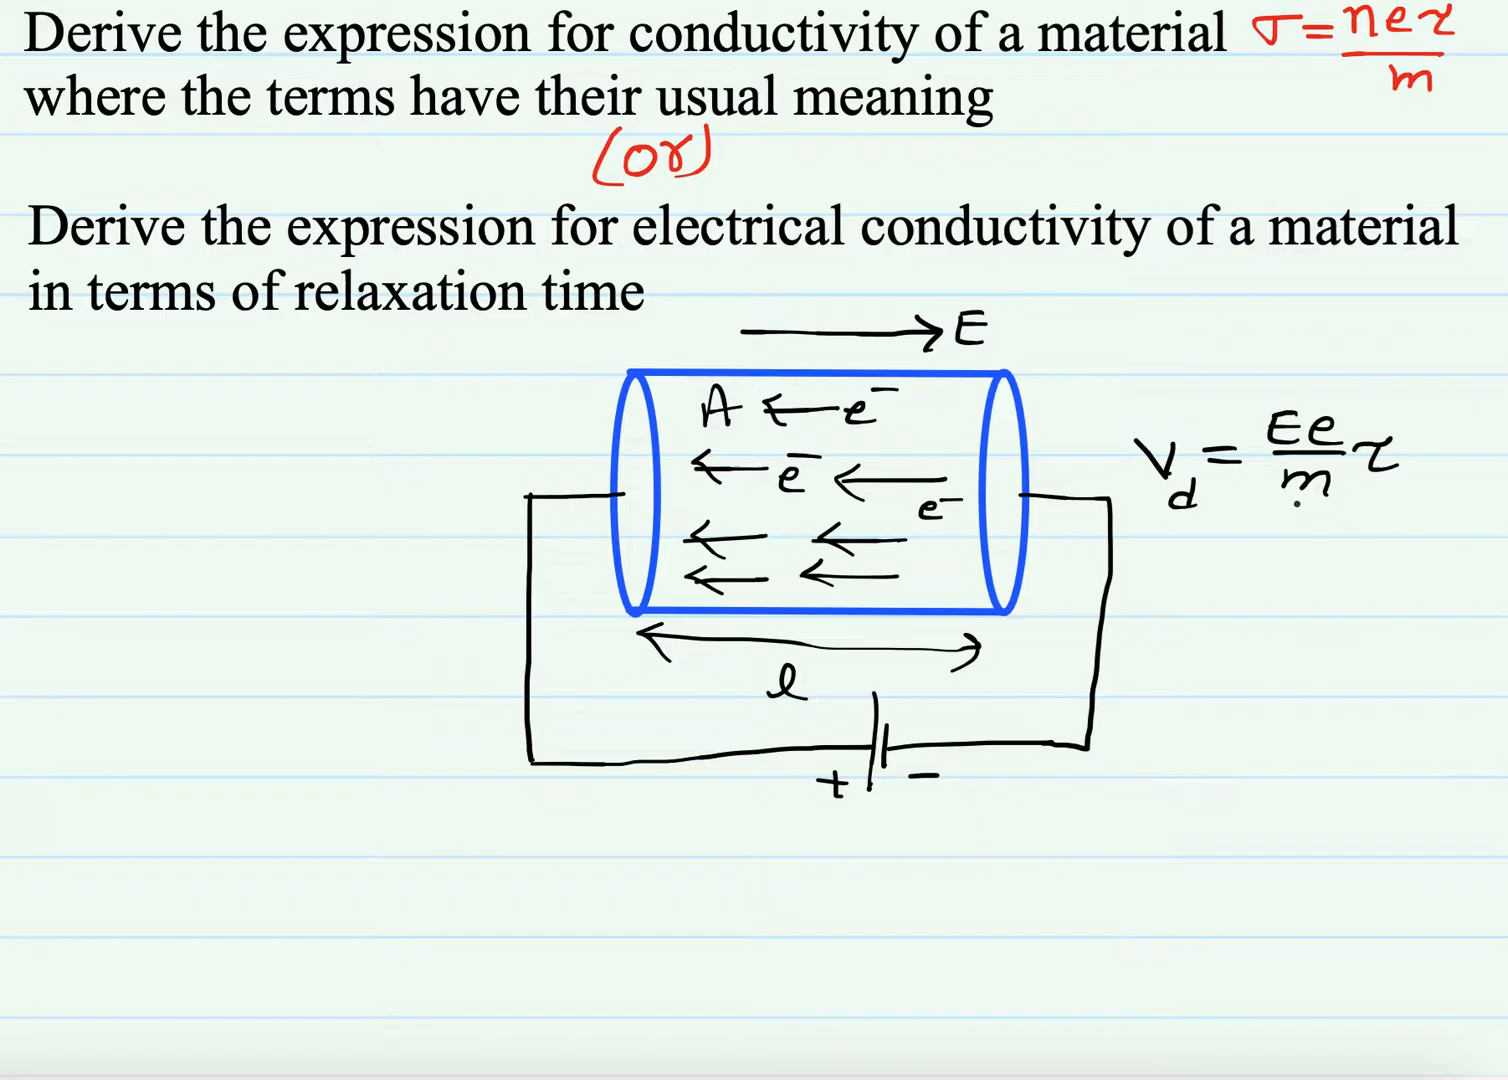 Derive the expression for conductivity of a material σ = neτ/m
where the terms have their usual meaning
(or)
Derive the expression for electrical conductivity of a material
in terms of relaxation time
E
A e⁻
e⁻ e⁻
V_d = Ee/m τ
l
+ −